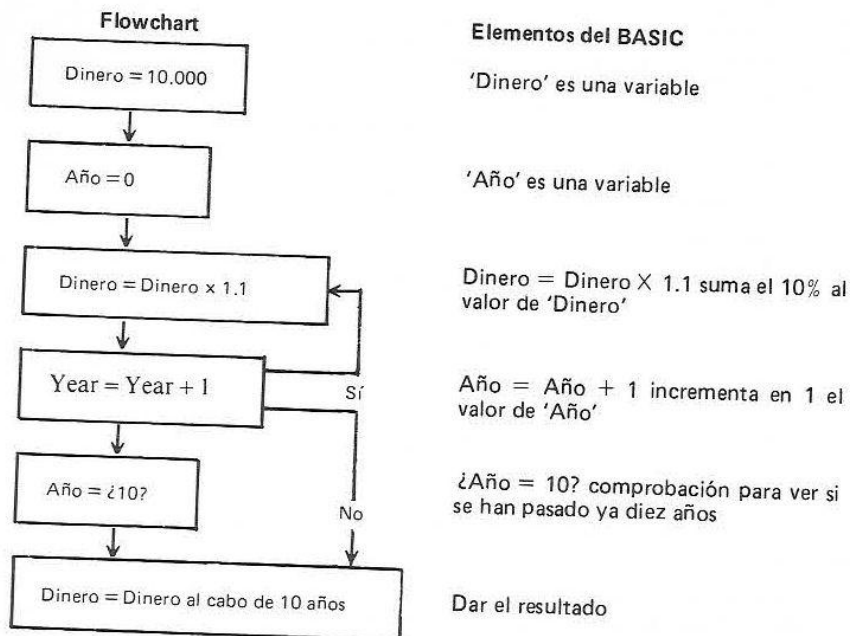 Flowchart
Dinero = 10.000
Año = 0
Dinero = Dinero × 1.1
Year = Year + 1
Sí
Año = ¿10?
No
Dinero = Dinero al cabo de 10 años
Elementos del BASIC
'Dinero' es una variable
'Año' es una variable
Dinero = Dinero X 1.1 suma el 10% al
valor de 'Dinero'
Año = Año + 1 incrementa en 1 el
valor de 'Año'
¿Año = 10? comprobación para ver si
se han pasado ya diez años
Dar el resultado